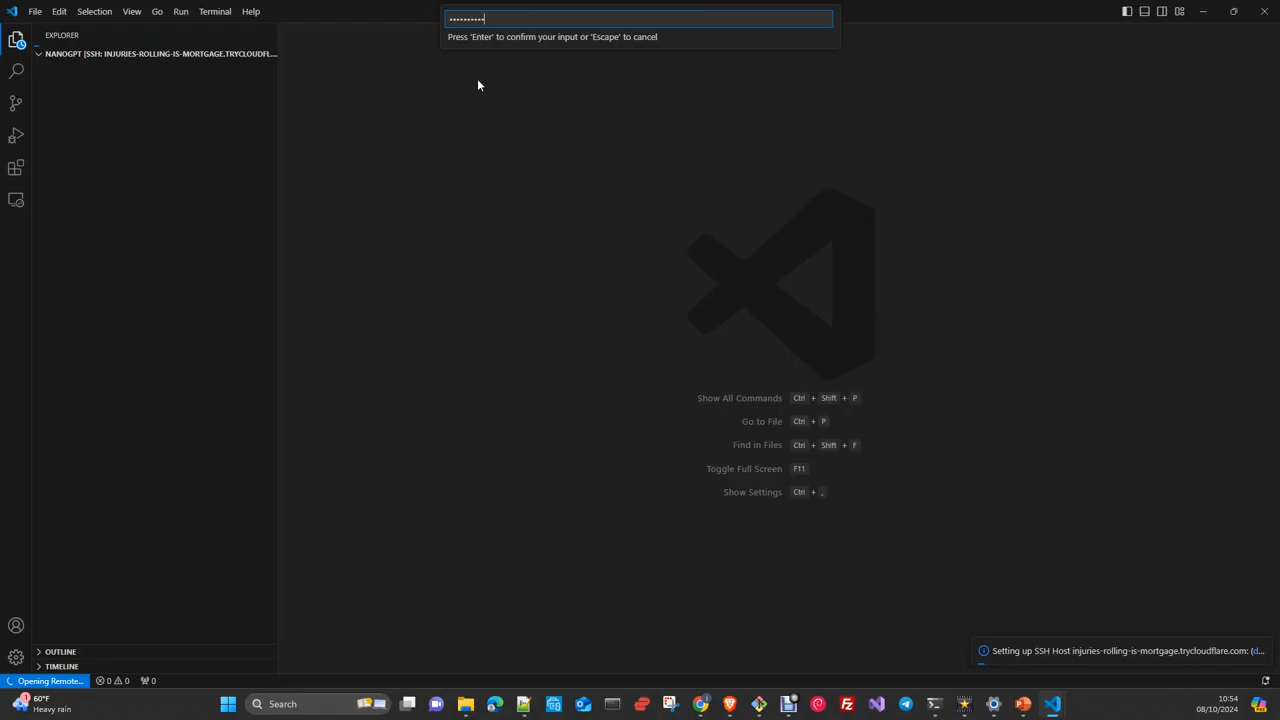 File Edit Selection View Go Run Terminal Help
••••••••••
Press 'Enter' to confirm your input or 'Escape' to cancel
EXPLORER
NANOGPT [SSH: INJURIES-ROLLING-IS-MORTGAGE.TRYCLOUDFL...
Show All Commands Ctrl + Shift + P
Go to File Ctrl + P
Find in Files Ctrl + Shift + F
Toggle Full Screen F11
Show Settings Ctrl + ,
OUTLINE
TIMELINE
Setting up SSH Host injuries-rolling-is-mortgage.trycloudflare.com: (d...
Opening Remote... 0 0 0
60°F
Heavy rain
Search
10:54
08/10/2024